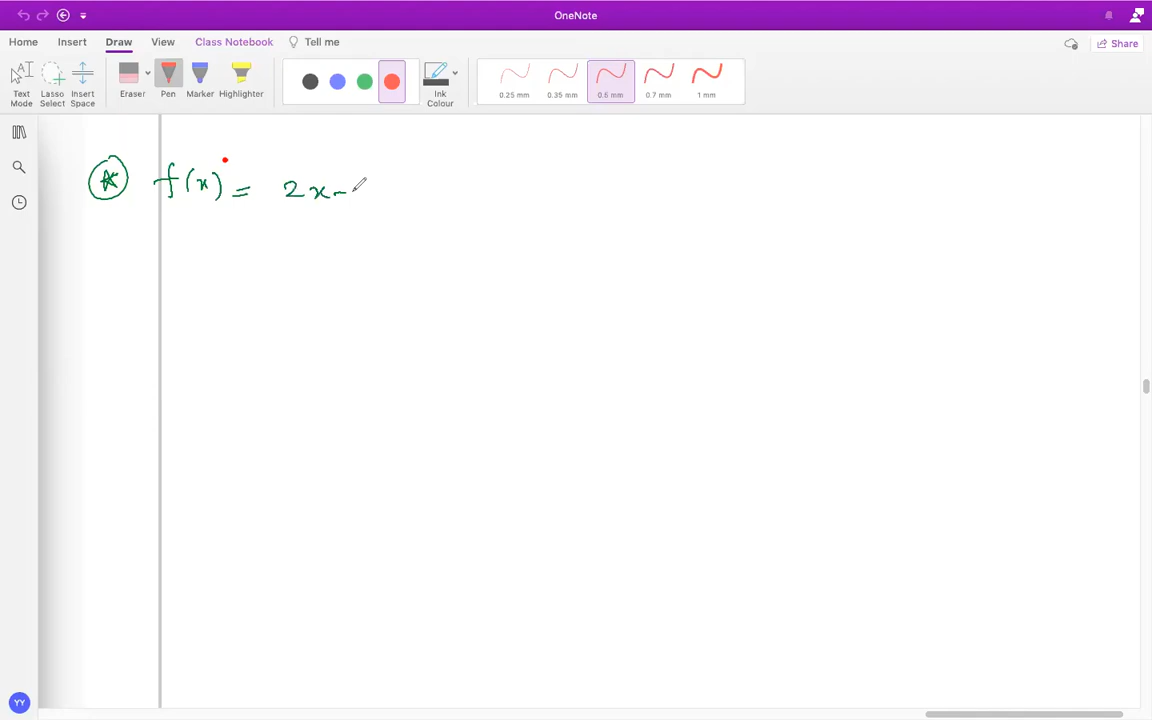 OneNote
Home Insert Draw View Class Notebook Tell me Share
Text Mode Lasso Select Insert Space Eraser Pen Marker Highlighter Ink Colour 0.25 mm 0.35 mm 0.5 mm 0.7 mm 1 mm
f(x) = 2x-
YY